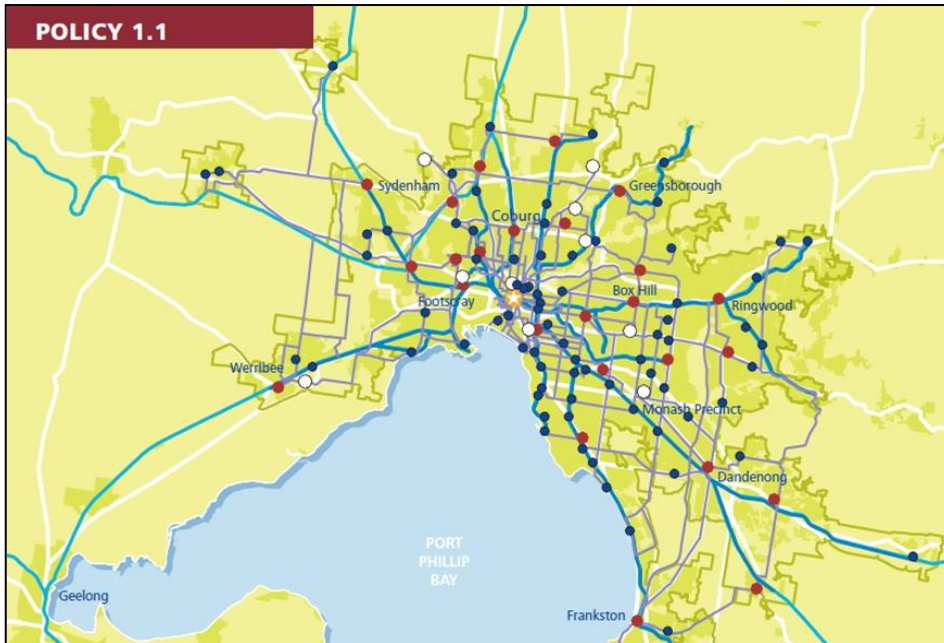 POLICY 1.1
Sydenham
Greensborough
Coburg
Footscray
Box Hill
Ringwood
Werribee
Monash Precinct
Dandenong
PORT
PHILLIP
BAY
Geelong
Frankston